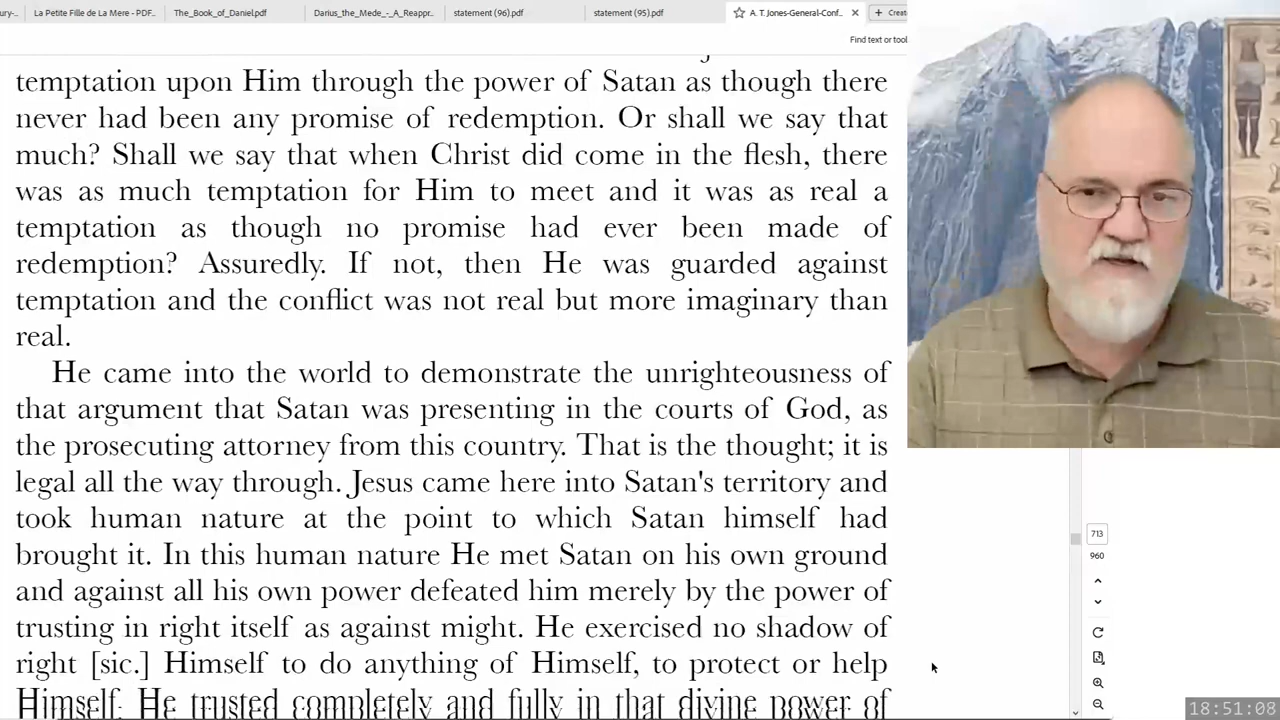 ury-...
La Petite Fille de La Mere - PDF...
The_Book_of_Daniel.pdf
Darius_the_Mede_-_A_Reappr...
statement (96).pdf
statement (95).pdf
A. T. Jones-General-Conf...
Create
Find text or tool
temptation upon Him through the power of Satan as though there
never had been any promise of redemption. Or shall we say that
much? Shall we say that when Christ did come in the flesh, there
was as much temptation for Him to meet and it was as real a
temptation as though no promise had ever been made of
redemption? Assuredly. If not, then He was guarded against
temptation and the conflict was not real but more imaginary than
real.
He came into the world to demonstrate the unrighteousness of
that argument that Satan was presenting in the courts of God, as
the prosecuting attorney from this country. That is the thought; it is
legal all the way through. Jesus came here into Satan's territory and
took human nature at the point to which Satan himself had
brought it. In this human nature He met Satan on his own ground
and against all his own power defeated him merely by the power of
trusting in right itself as against might. He exercised no shadow of
right [sic.] Himself to do anything of Himself, to protect or help
Himself. He trusted completely and fully in that divine power of
713
960
18:51:08